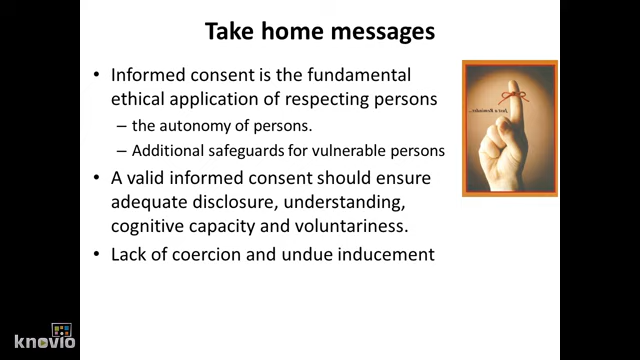 Take home messages
• Informed consent is the fundamental
ethical application of respecting persons
– the autonomy of persons.
– Additional safeguards for vulnerable persons
• A valid informed consent should ensure
adequate disclosure, understanding,
cognitive capacity and voluntariness.
• Lack of coercion and undue inducement
Just a Reminder...
knovio